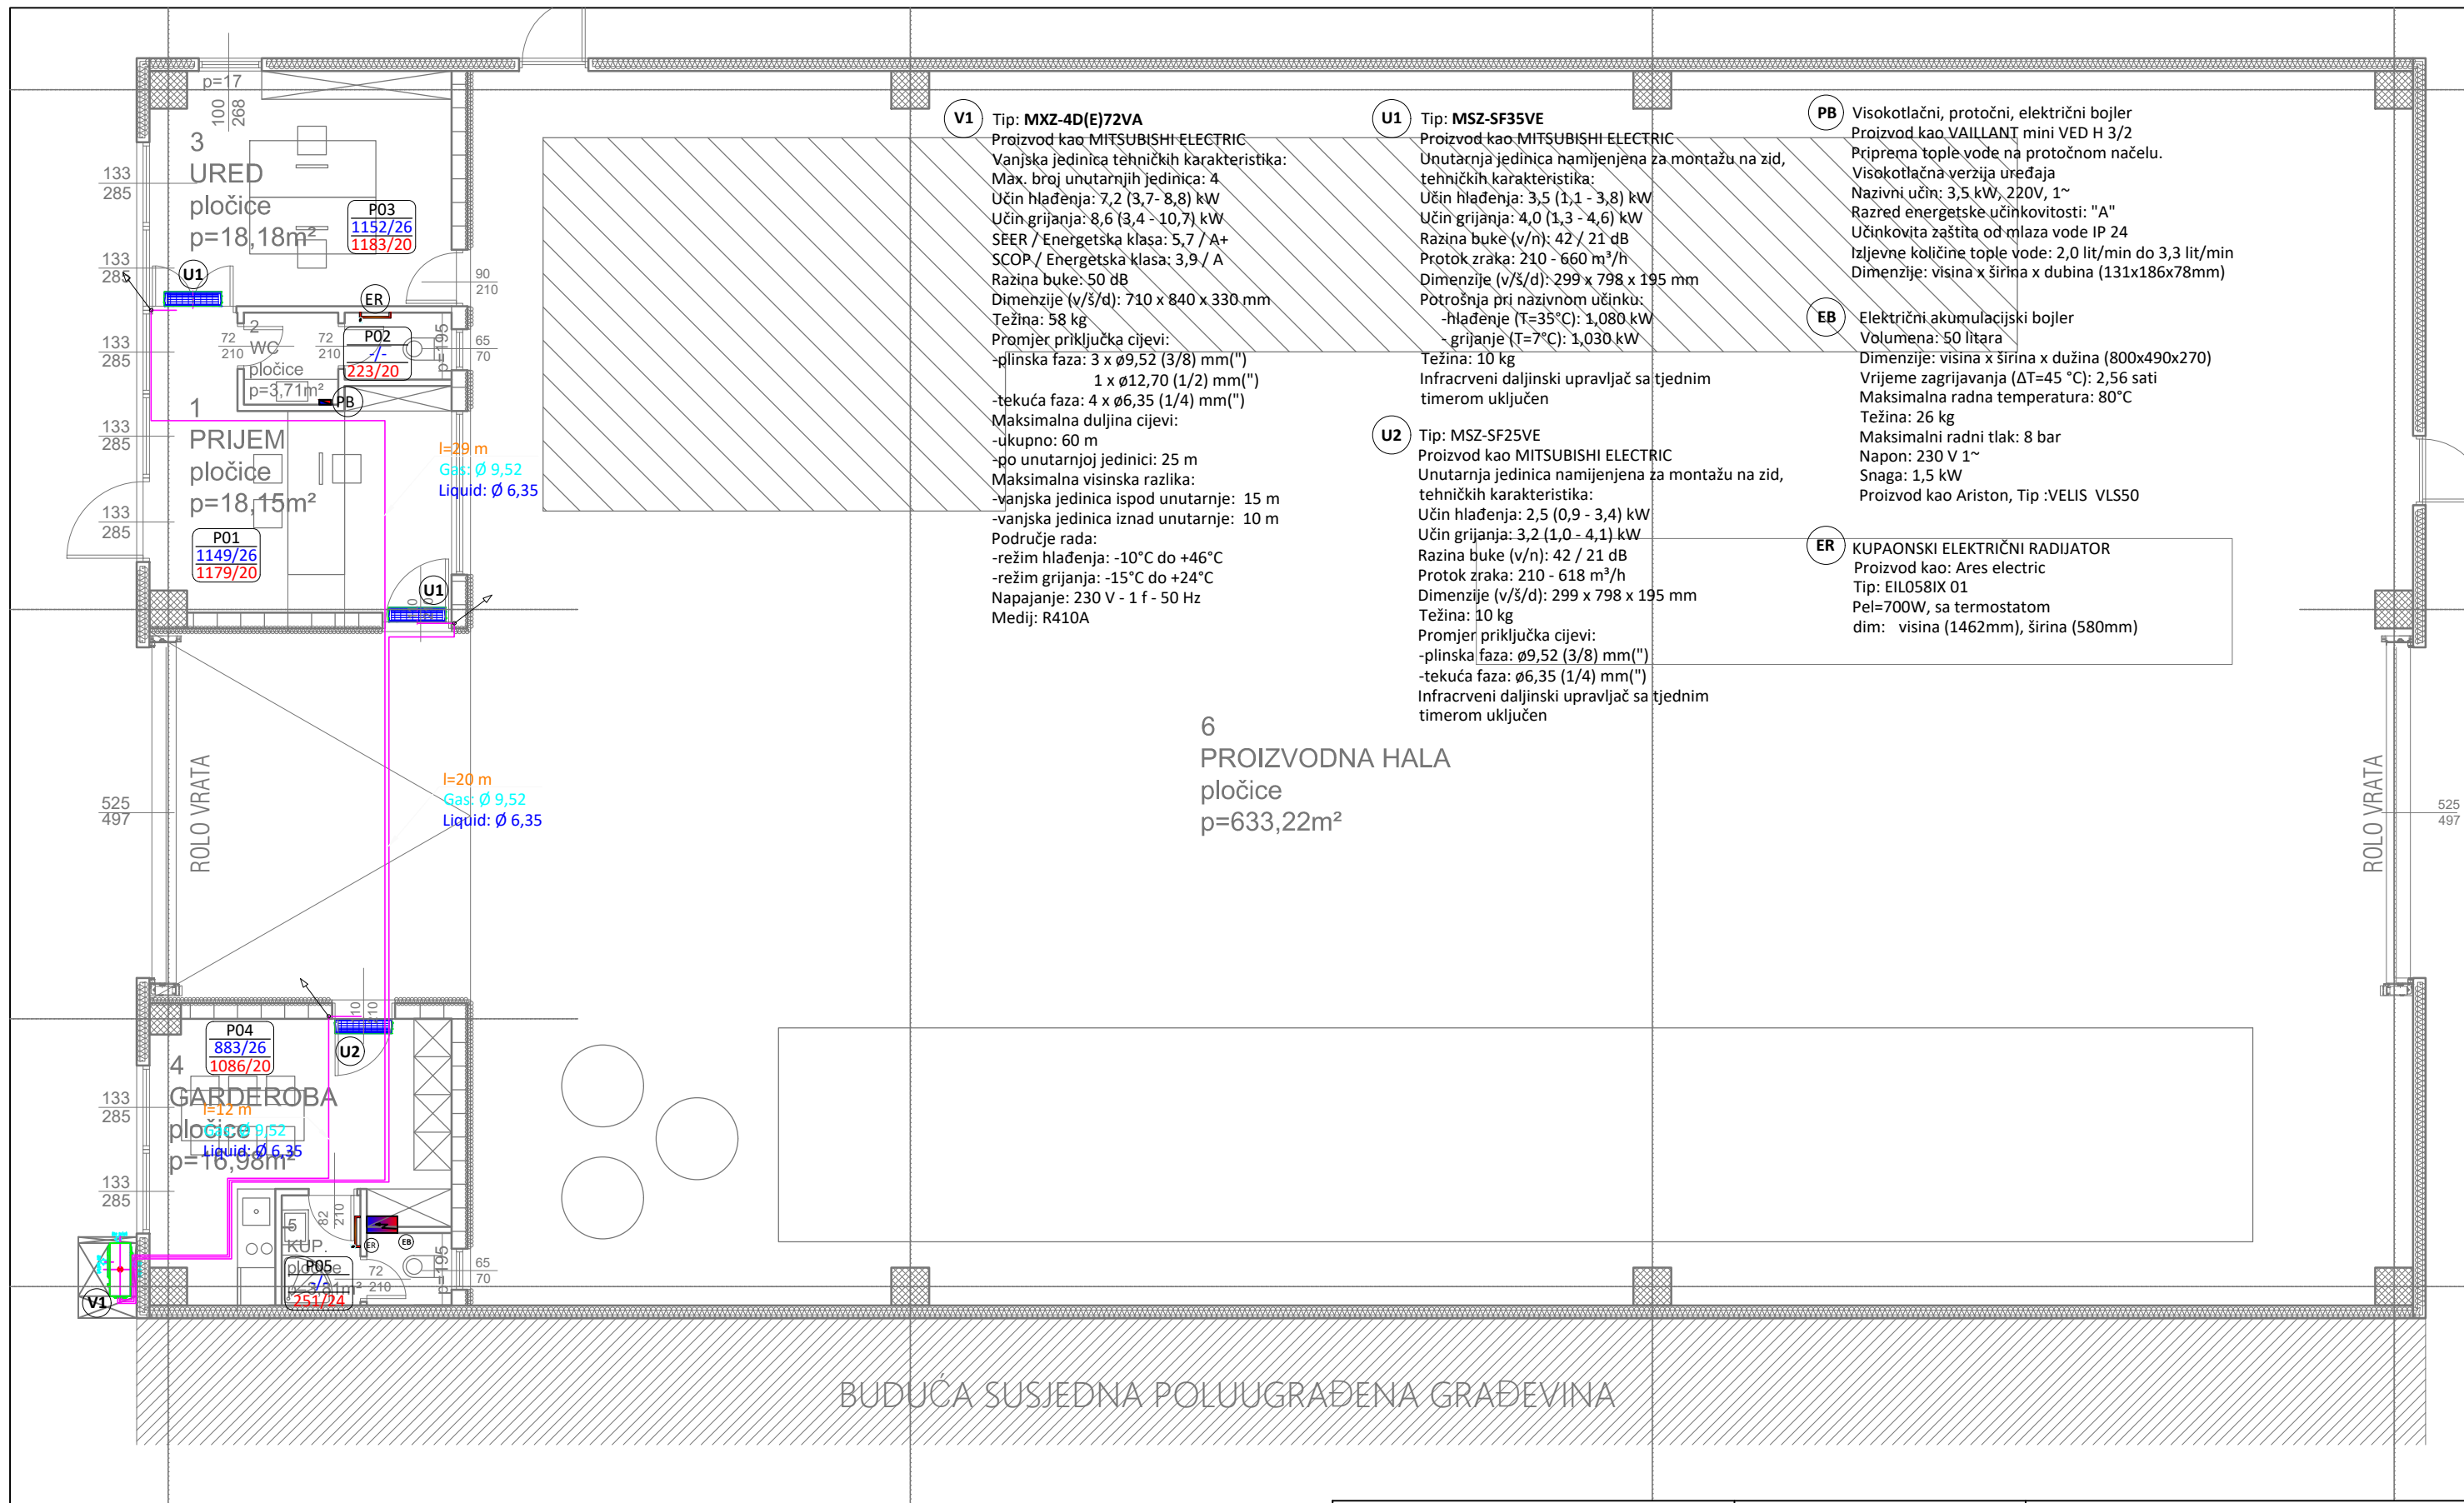 p=17
100
268
3
URED
pločice
p=18,18m²
P03
1152/26
1183/20
133
285
133
285
U1
ER
90
210
2
WC
pločice
p=3,71m²
72
210
72
210
P02
-/-
223/20
p=195
65
70
PB
133
285
1
PRIJEM
pločice
p=18,15m²
133
285
133
285
P01
1149/26
1179/20
l=29 m
Gas: Ø 9,52
Liquid: Ø 6,35
U1
ROLO VRATA
525
497
l=20 m
Gas: Ø 9,52
Liquid: Ø 6,35
P04
883/26
1086/20
U2
4
GARDEROBA
pločice
p=16,98m²
l=12 m
Gas: Ø 9,52
Liquid: Ø 6,35
133
285
133
285
82
210
5
KUP.
pločice
P05
-/-
251/24
ER
EB
72
210
p=195
65
70
V1
V1
Tip: MXZ-4D(E)72VA
Proizvod kao MITSUBISHI ELECTRIC
Vanjska jedinica tehničkih karakteristika:
Max. broj unutarnjih jedinica: 4
Učin hlađenja: 7,2 (3,7- 8,8) kW
Učin grijanja: 8,6 (3,4 - 10,7) kW
SEER / Energetska klasa: 5,7 / A+
SCOP / Energetska klasa: 3,9 / A
Razina buke: 50 dB
Dimenzije (v/š/d): 710 x 840 x 330 mm
Težina: 58 kg
Promjer priključka cijevi:
-plinska faza: 3 x ø9,52 (3/8) mm(")
1 x ø12,70 (1/2) mm(")
-tekuća faza: 4 x ø6,35 (1/4) mm(")
Maksimalna duljina cijevi:
-ukupno: 60 m
-po unutarnjoj jedinici: 25 m
Maksimalna visinska razlika:
-vanjska jedinica ispod unutarnje: 15 m
-vanjska jedinica iznad unutarnje: 10 m
Područje rada:
-režim hlađenja: -10°C do +46°C
-režim grijanja: -15°C do +24°C
Napajanje: 230 V - 1 f - 50 Hz
Medij: R410A
U1
Tip: MSZ-SF35VE
Proizvod kao MITSUBISHI ELECTRIC
Unutarnja jedinica namijenjena za montažu na zid,
tehničkih karakteristika:
Učin hlađenja: 3,5 (1,1 - 3,8) kW
Učin grijanja: 4,0 (1,3 - 4,6) kW
Razina buke (v/n): 42 / 21 dB
Protok zraka: 210 - 660 m³/h
Dimenzije (v/š/d): 299 x 798 x 195 mm
Potrošnja pri nazivnom učinku:
-hlađenje (T=35°C): 1,080 kW
- grijanje (T=7°C): 1,030 kW
Težina: 10 kg
Infracrveni daljinski upravljač sa tjednim
timerom uključen
U2
Tip: MSZ-SF25VE
Proizvod kao MITSUBISHI ELECTRIC
Unutarnja jedinica namijenjena za montažu na zid,
tehničkih karakteristika:
Učin hlađenja: 2,5 (0,9 - 3,4) kW
Učin grijanja: 3,2 (1,0 - 4,1) kW
Razina buke (v/n): 42 / 21 dB
Protok zraka: 210 - 618 m³/h
Dimenzije (v/š/d): 299 x 798 x 195 mm
Težina: 10 kg
Promjer priključka cijevi:
-plinska faza: ø9,52 (3/8) mm(")
-tekuća faza: ø6,35 (1/4) mm(")
Infracrveni daljinski upravljač sa tjednim
timerom uključen
PB
Visokotlačni, protočni, električni bojler
Proizvod kao VAILLANT mini VED H 3/2
Priprema tople vode na protočnom načelu.
Visokotlačna verzija uređaja
Nazivni učin: 3,5 kW, 220V, 1~
Razred energetske učinkovitosti: "A"
Učinkovita zaštita od mlaza vode IP 24
Izljevne količine tople vode: 2,0 lit/min do 3,3 lit/min
Dimenzije: visina x širina x dubina (131x186x78mm)
EB
Električni akumulacijski bojler
Volumena: 50 litara
Dimenzije: visina x širina x dužina (800x490x270)
Vrijeme zagrijavanja (ΔT=45 °C): 2,56 sati
Maksimalna radna temperatura: 80°C
Težina: 26 kg
Maksimalni radni tlak: 8 bar
Napon: 230 V 1~
Snaga: 1,5 kW
Proizvod kao Ariston, Tip :VELIS VLS50
ER
KUPAONSKI ELEKTRIČNI RADIJATOR
Proizvod kao: Ares electric
Tip: EIL058IX 01
Pel=700W, sa termostatom
dim: visina (1462mm), širina (580mm)
6
PROIZVODNA HALA
pločice
p=633,22m²
ROLO VRATA
525
497
BUDUĆA SUSJEDNA POLUUGRAĐENA GRAĐEVINA